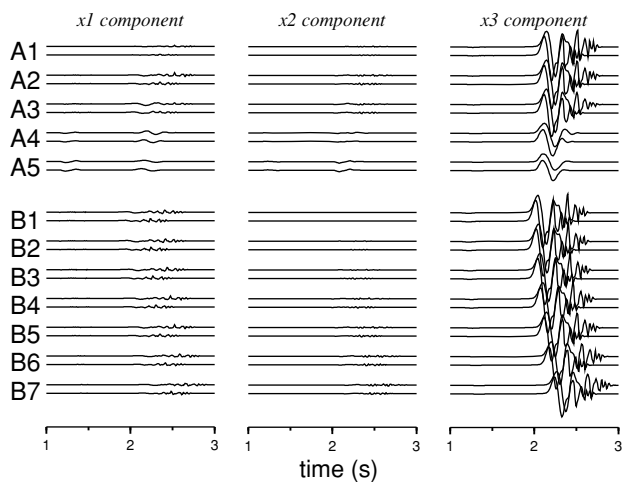 x1 component x2 component x3 component
A1
A2
A3
A4
A5
B1
B2
B3
B4
B5
B6
B7
1 2 3 1 2 3 1 2 3
time (s)